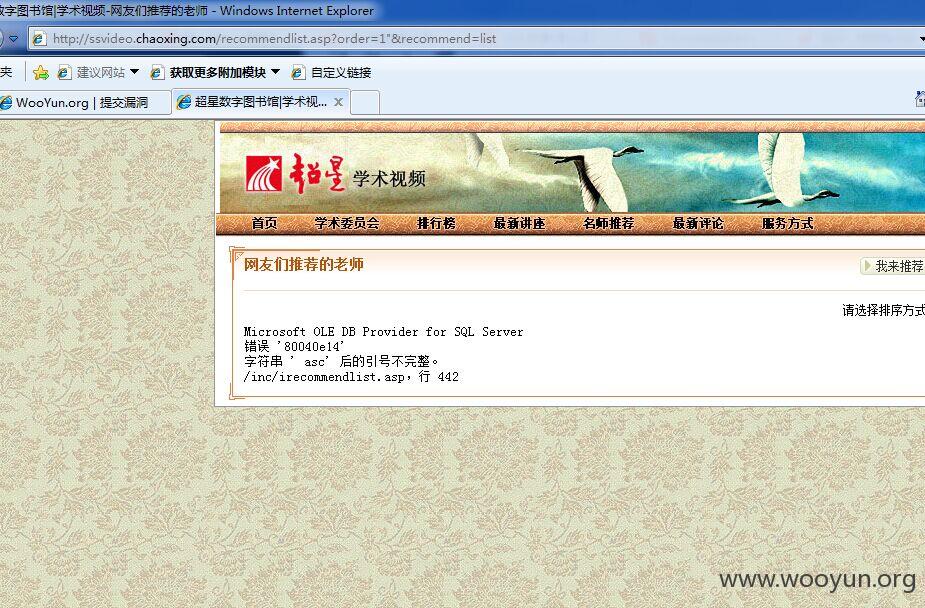 数字图书馆|学术视频-网友们推荐的老师 - Windows Internet Explorer
http://ssvideo.chaoxing.com/recommendlist.asp?order=1"&recommend=list
夹 建议网站 获取更多附加模块 自定义链接
WooYun.org | 提交漏洞 超星数字图书馆|学术视... x
超星 学术视频
首页 学术委员会 排行榜 最新讲座 名师推荐 最新评论 服务方式
网友们推荐的老师 我来推荐
请选择排序方式
Microsoft OLE DB Provider for SQL Server
错误 '80040e14'
字符串 ' asc' 后的引号不完整。
/inc/irecommendlist.asp，行 442
www.wooyun.org